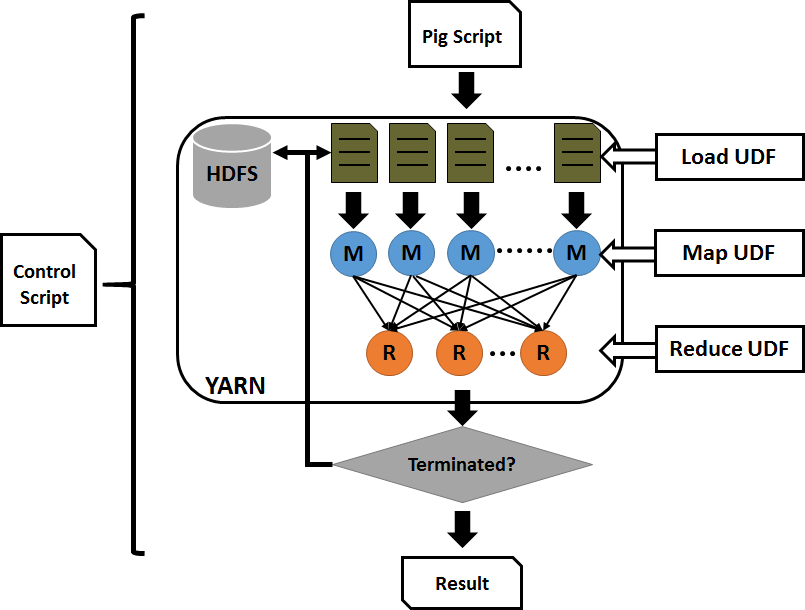 Pig Script
HDFS
Load UDF
M M M M
Map UDF
Control
Script
R R R
Reduce UDF
YARN
Terminated?
Result